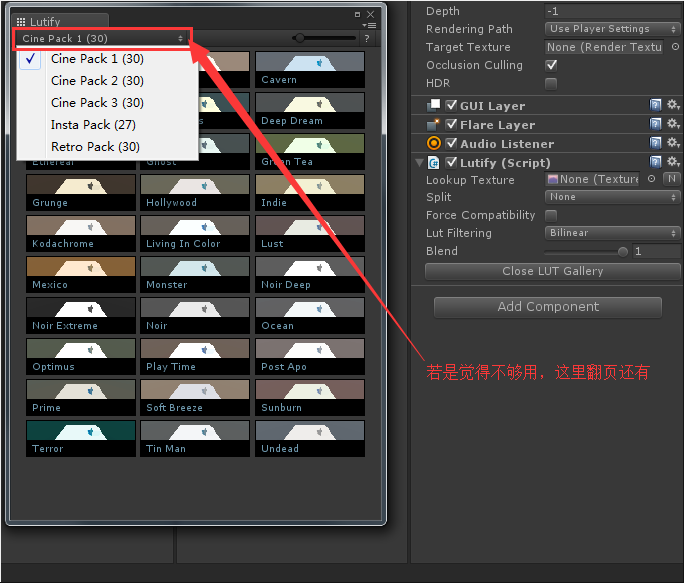 Lutify
Cine Pack 1 (30)
?
Cine Pack 1 (30)
Cine Pack 2 (30)
Cine Pack 3 (30)
Insta Pack (27)
Retro Pack (30)
Cavern
Deep Dream
Ethereal Ghost Green Tea
Grunge Hollywood Indie
Kodachrome Living In Color Lust
Mexico Monster Noir Deep
Noir Extreme Noir Ocean
Optimus Play Time Post Apo
Prime Soft Breeze Sunburn
Terror Tin Man Undead
Depth -1
Rendering Path Use Player Settings
Target Texture None (Render Textu
Occlusion Culling
HDR
GUI Layer
Flare Layer
Audio Listener
Lutify (Script)
Lookup Texture None (Texture N
Split None
Force Compatibility
Lut Filtering Bilinear
Blend 1
Close LUT Gallery
Add Component
若是觉得不够用，这里翻页还有